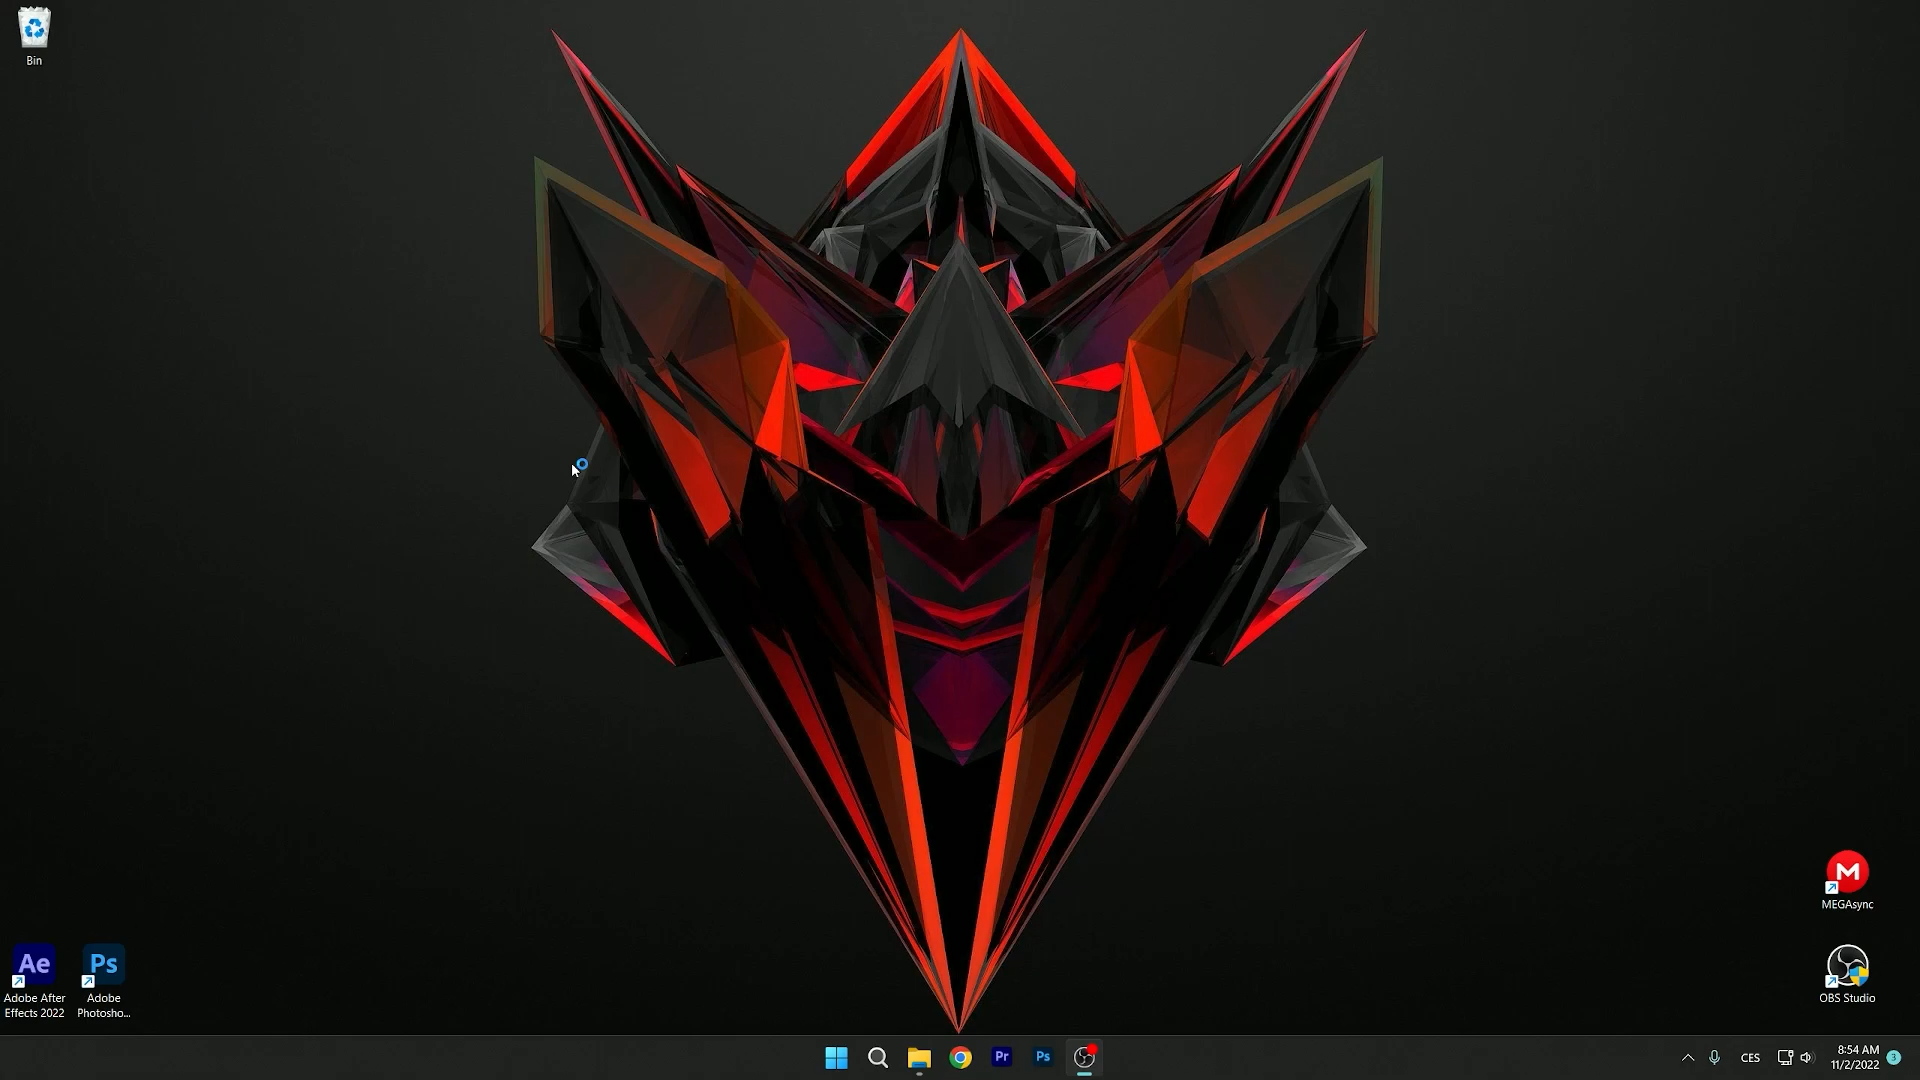 Bin
MEGAsync
Ae
Ps
Adobe After
Effects 2022
Adobe
Photosho...
OBS Studio
Pr
Ps
CES
8:54 AM
11/2/2022
3